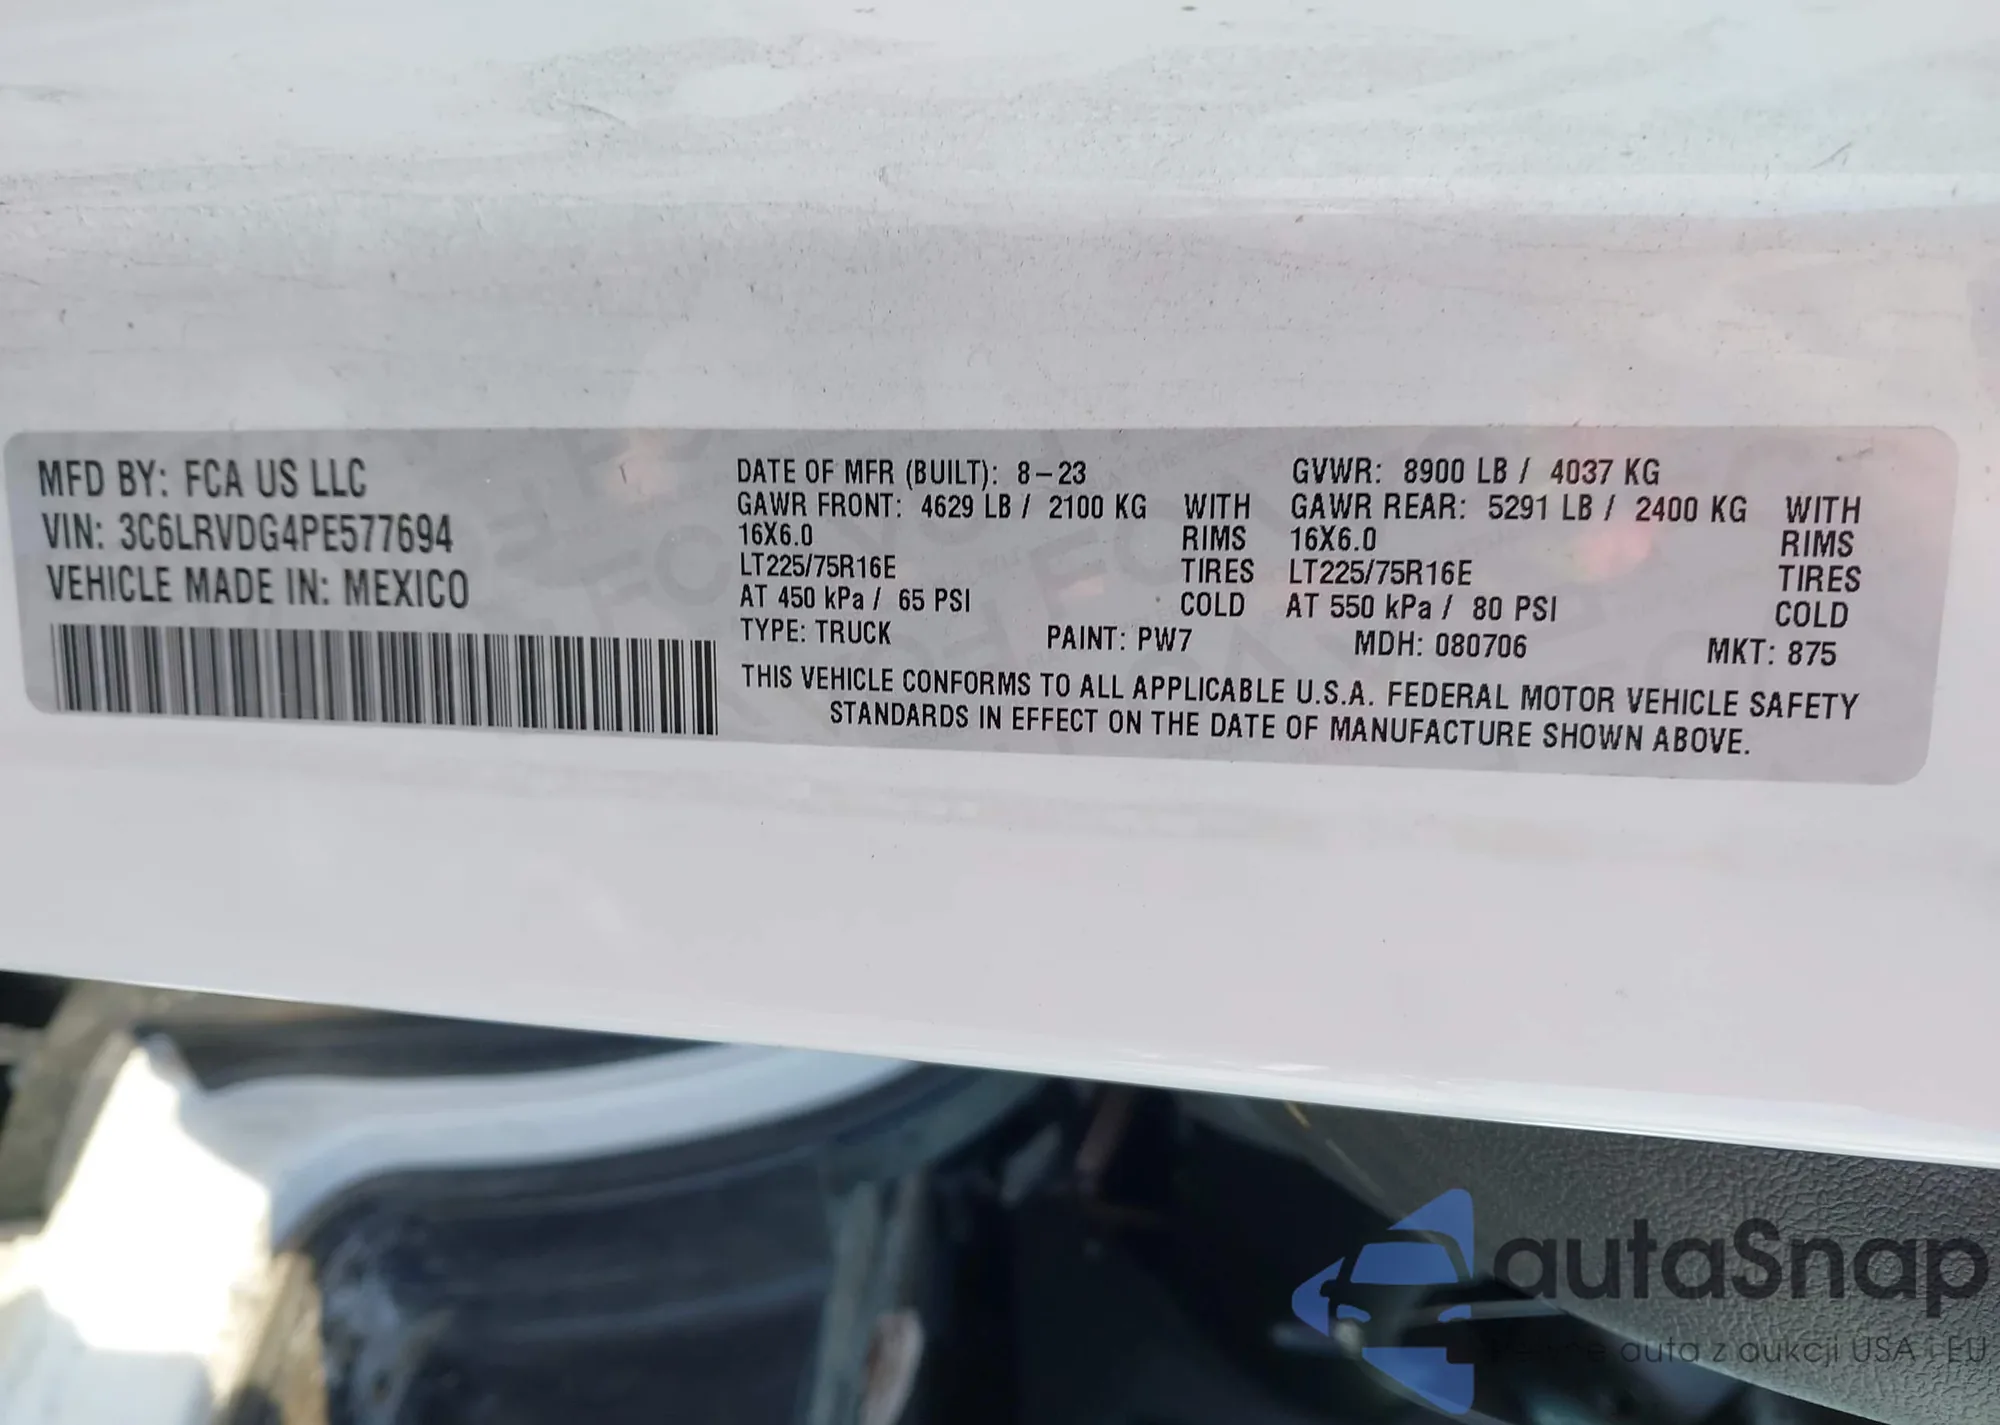 MFD BY: FCA US LLC
VIN: 3C6LRVDG4PE577694
VEHICLE MADE IN: MEXICO
DATE OF MFR (BUILT): 8-23 GVWR: 8900 LB / 4037 KG
GAWR FRONT: 4629 LB / 2100 KG WITH GAWR REAR: 5291 LB / 2400 KG WITH
16X6.0 RIMS 16X6.0 RIMS
LT225/75R16E TIRES LT225/75R16E TIRES
AT 450 kPa / 65 PSI COLD AT 550 kPa / 80 PSI COLD
TYPE: TRUCK PAINT: PW7 MDH: 080706 MKT: 875
THIS VEHICLE CONFORMS TO ALL APPLICABLE U.S.A. FEDERAL MOTOR VEHICLE SAFETY
STANDARDS IN EFFECT ON THE DATE OF MANUFACTURE SHOWN ABOVE.
autaSnap
auta z aukcji USA i EU